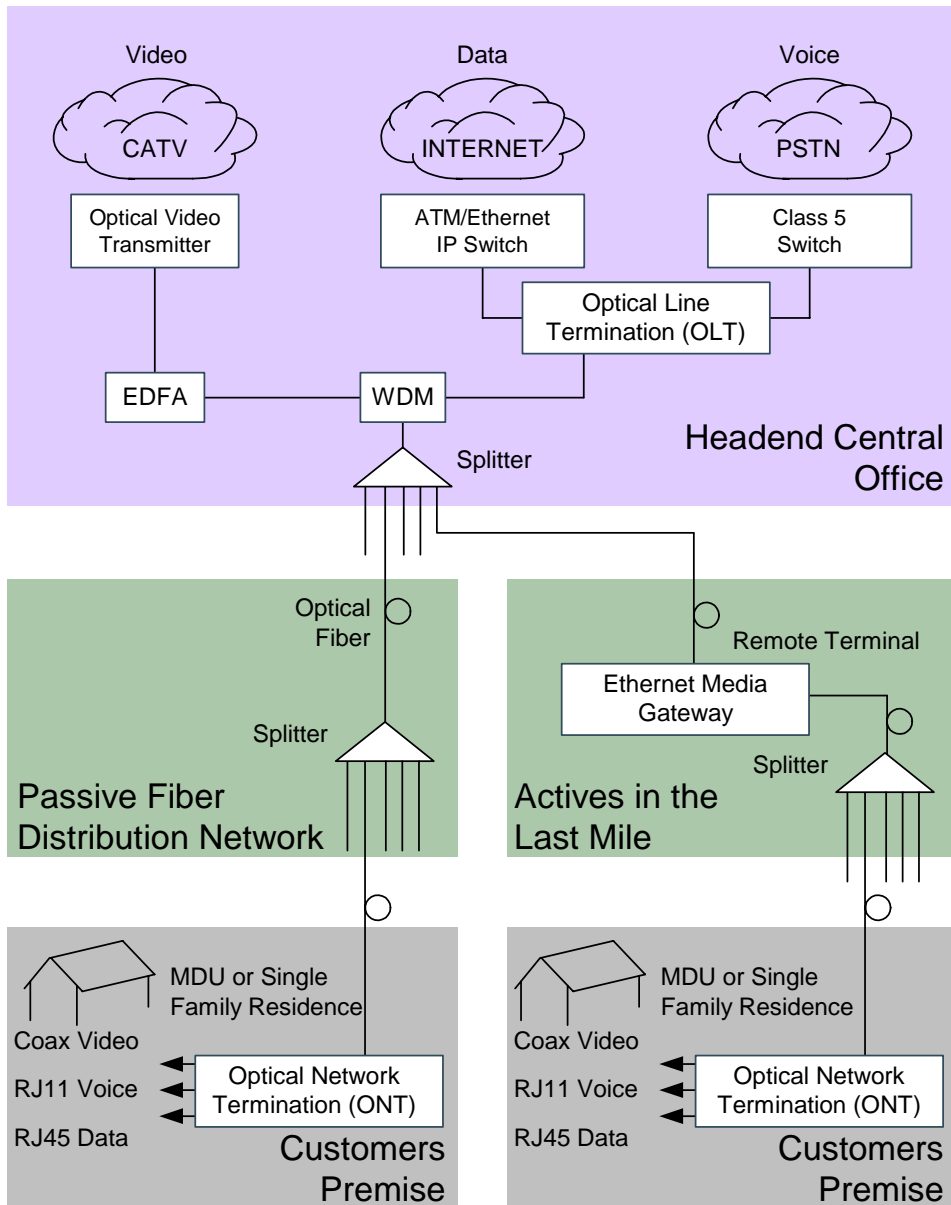 Video
Data
Voice
CATV
INTERNET
PSTN
Optical Video
Transmitter
ATM/Ethernet
IP Switch
Class 5
Switch
Optical Line
Termination (OLT)
EDFA
WDM
Splitter
Headend Central
Office
Optical
Fiber
Splitter
Passive Fiber
Distribution Network
Remote Terminal
Ethernet Media
Gateway
Splitter
Actives in the
Last Mile
MDU or Single
Family Residence
Coax Video
RJ11 Voice
RJ45 Data
Optical Network
Termination (ONT)
Customers
Premise
MDU or Single
Family Residence
Coax Video
RJ11 Voice
RJ45 Data
Optical Network
Termination (ONT)
Customers
Premise